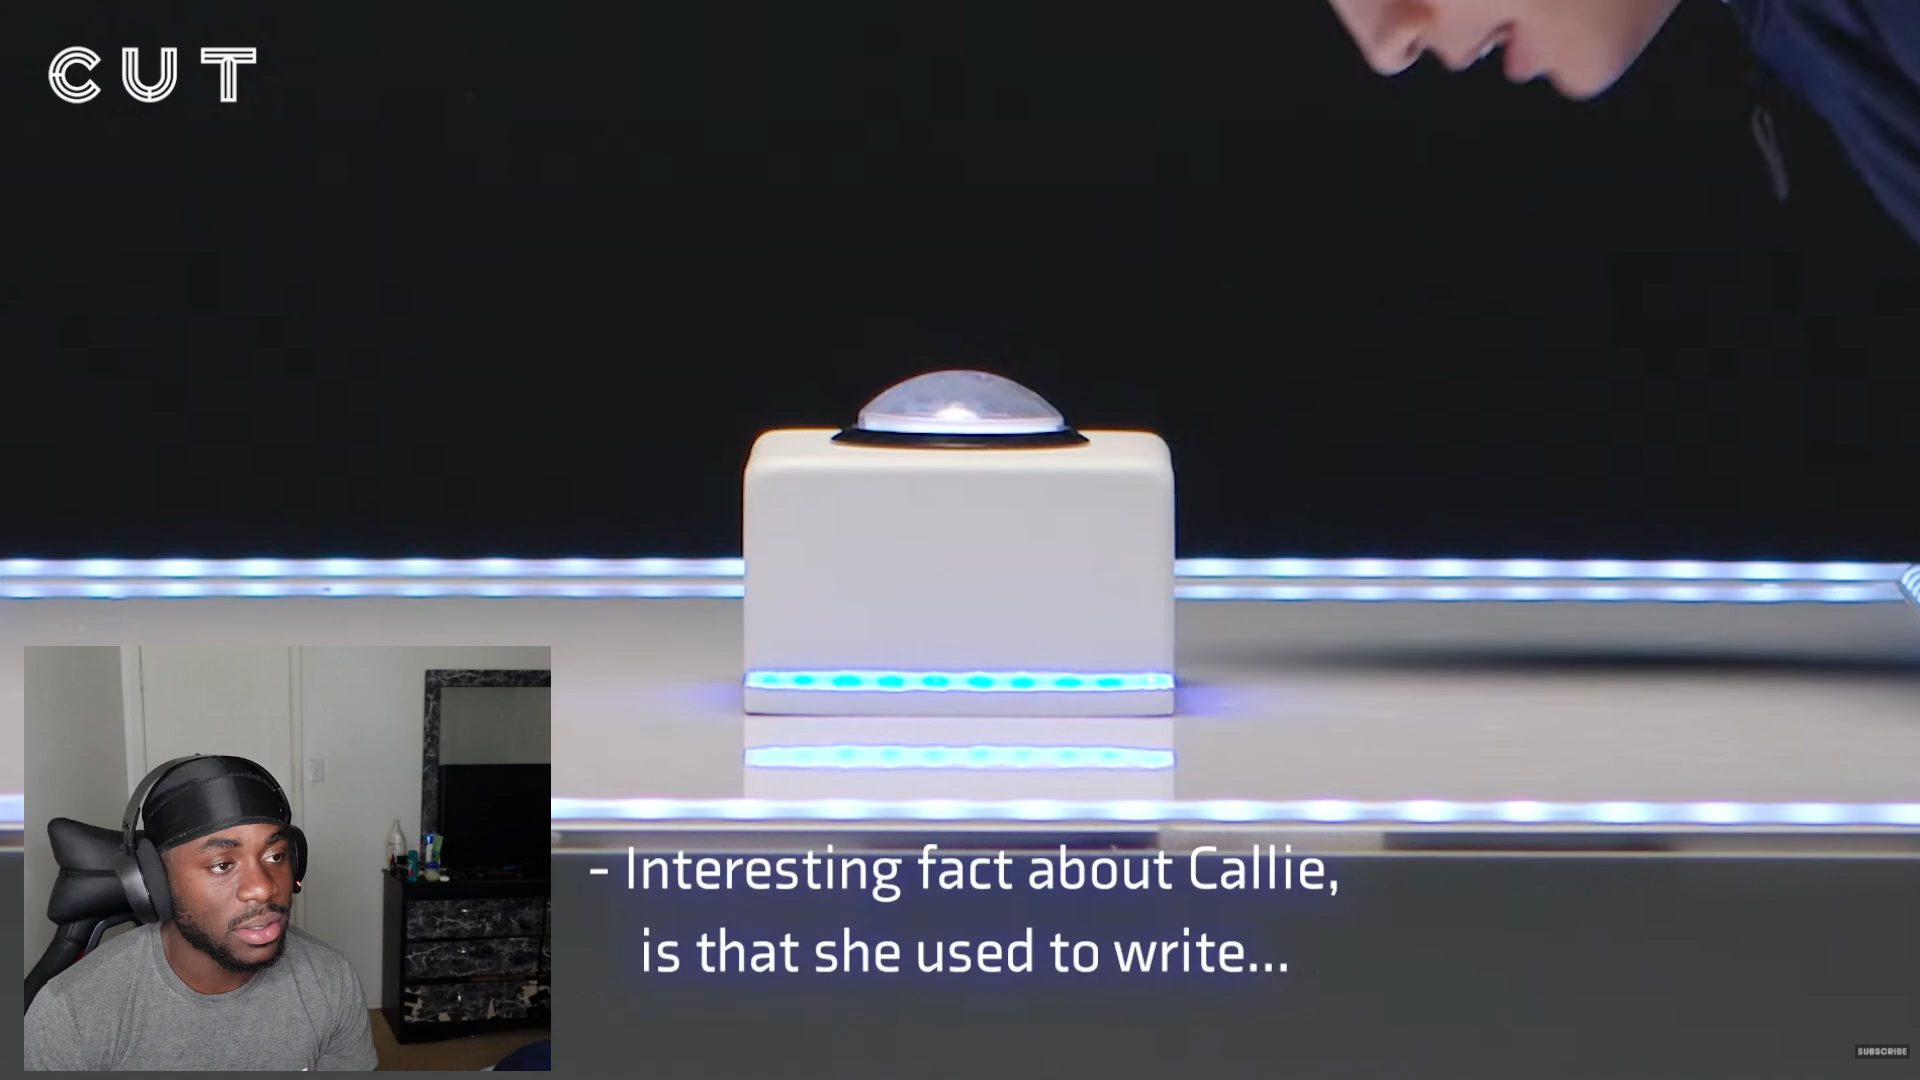 CUT
- Interesting fact about Callie,
is that she used to write...
SUBSCRIBE